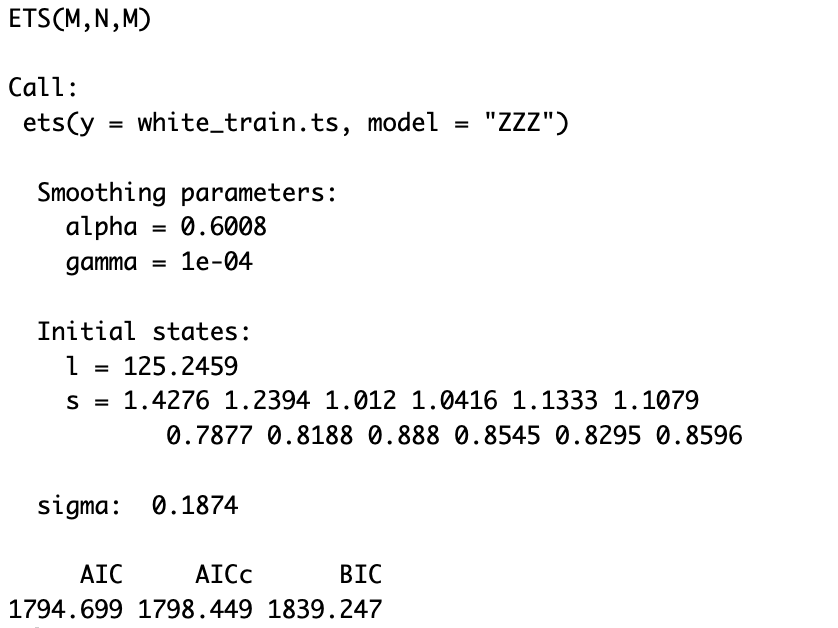 ETS(M,N,M)
Call:
ets(y = white_train.ts, model = "ZZZ")
Smoothing parameters:
alpha = 0.6008
gamma = 1e-04
Initial states:
l = 125.2459
s = 1.4276 1.2394 1.012 1.0416 1.1333 1.1079
0.7877 0.8188 0.888 0.8545 0.8295 0.8596
sigma: 0.1874
AIC AICc BIC
1794.699 1798.449 1839.247